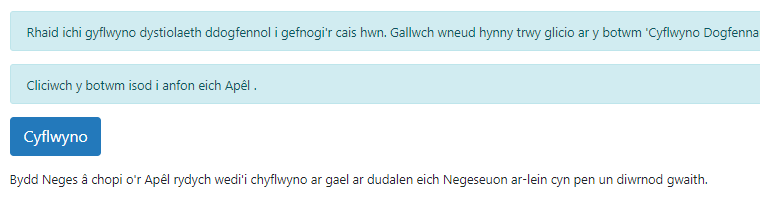 Rhaid ichi gyflwyno dystiolaeth ddogfennol i gefnogi'r cais hwn. Gallwch wneud hynny trwy glicio ar y botwm 'Cyflwyno Dogfenna
Cliciwch y botwm isod i anfon eich Apêl .
Cyflwyno
Bydd Neges â chopi o'r Apêl rydych wedi'i chyflwyno ar gael ar dudalen eich Negeseuon ar-lein cyn pen un diwrnod gwaith.